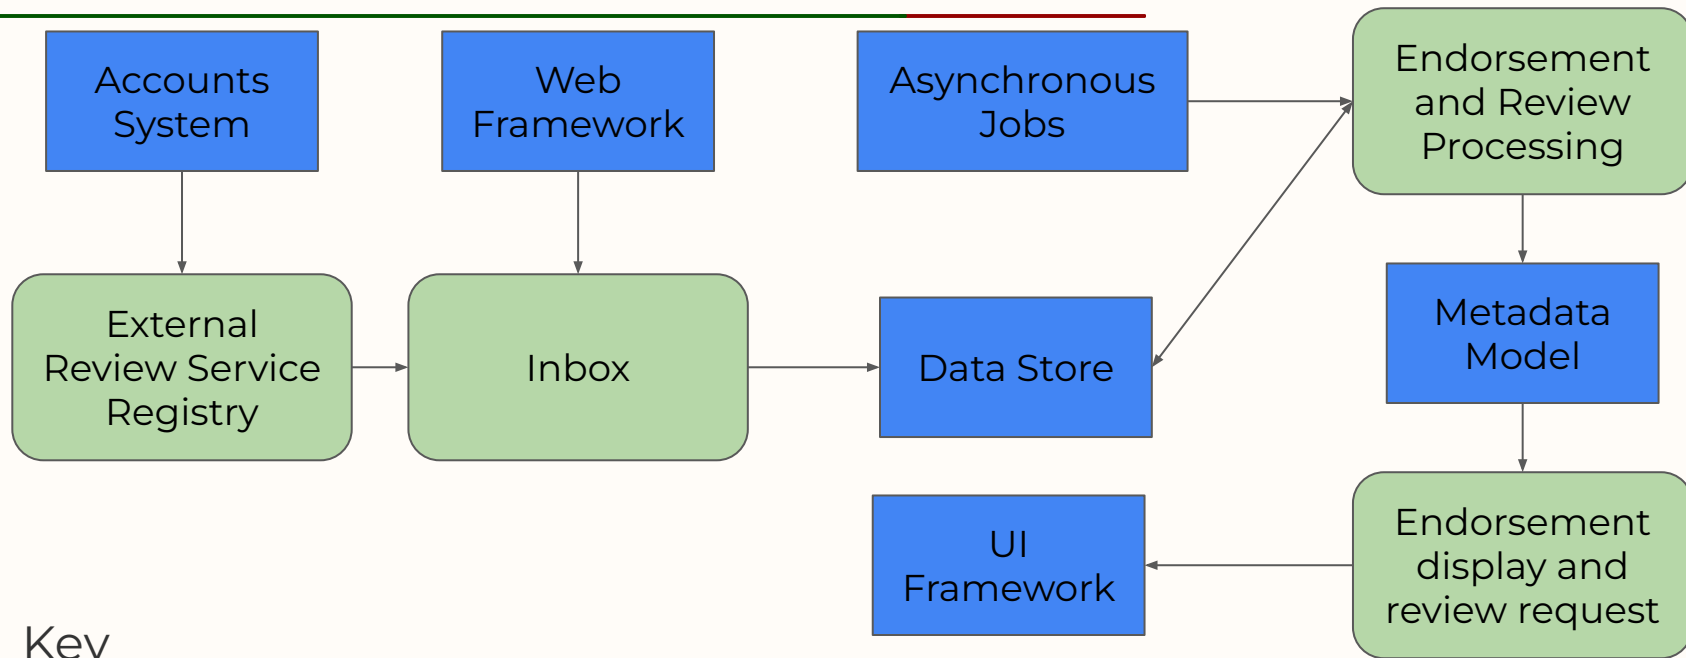 Accounts
System
Web
Framework
Asynchronous
Jobs
Endorsement
and Review
Processing
External
Review Service
Registry
Inbox
Data Store
Metadata
Model
UI
Framework
Endorsement
display and
review request
Key